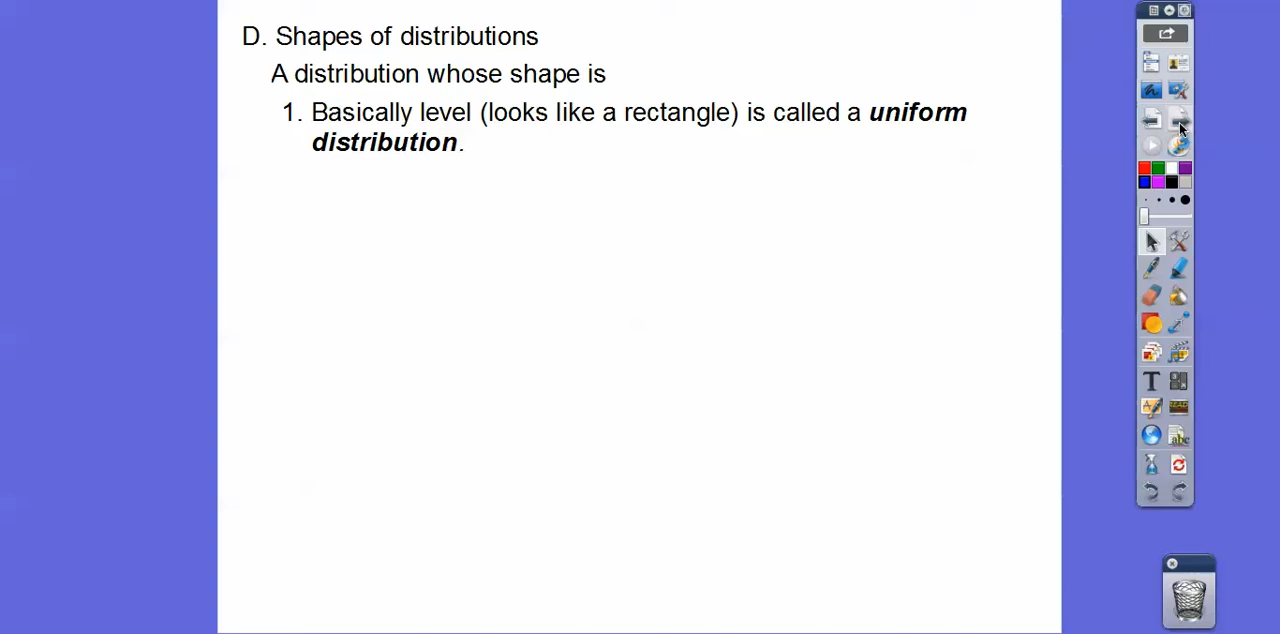 D. Shapes of distributions
A distribution whose shape is
1. Basically level (looks like a rectangle) is called a uniform
distribution.
T